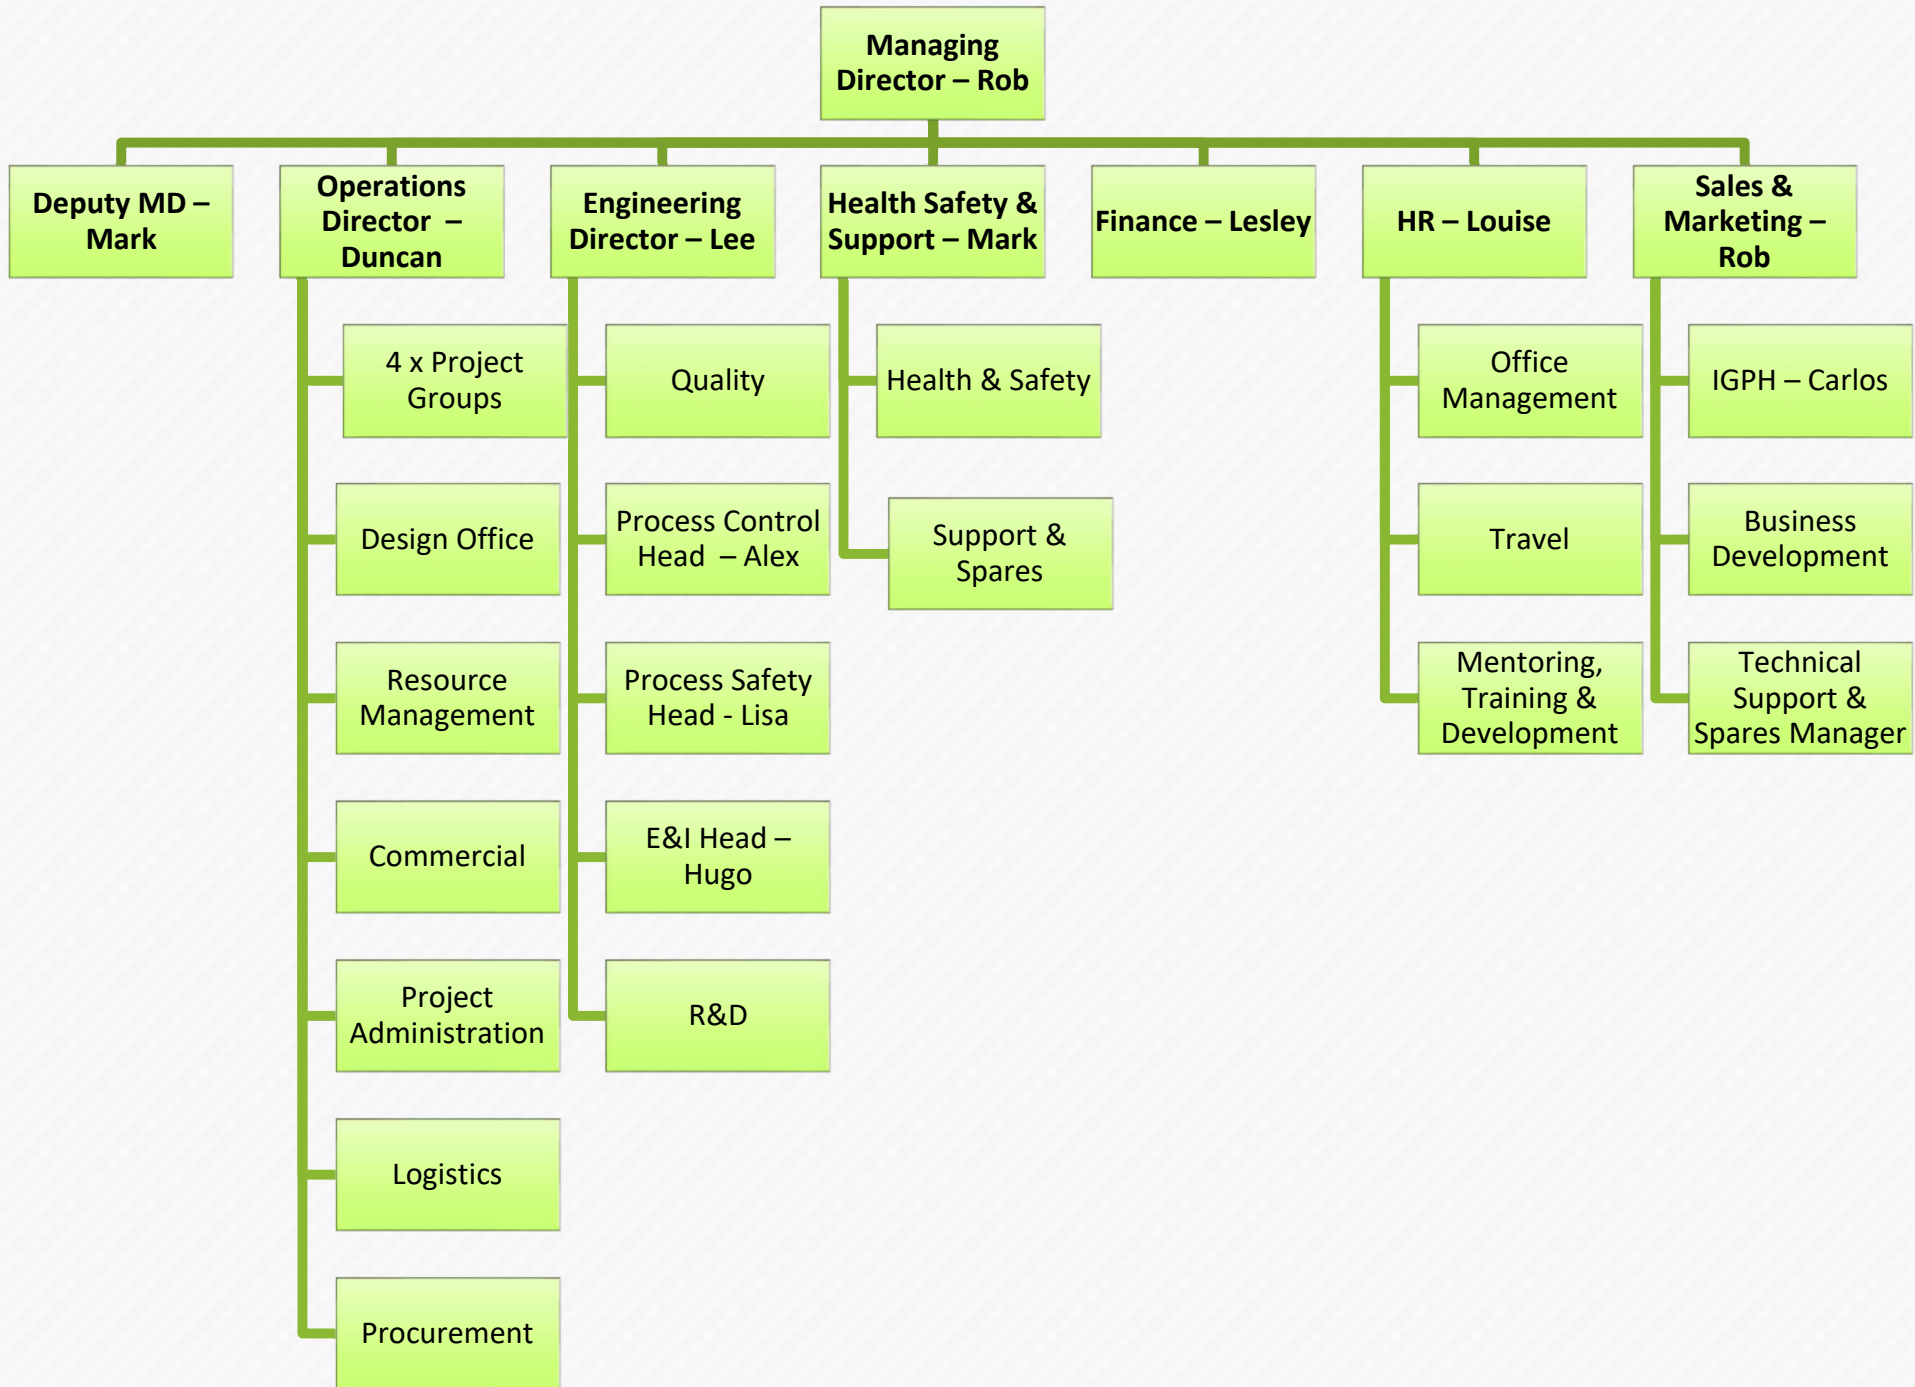 Managing
Director – Rob
Deputy MD –
Mark
Operations
Director  –
Duncan
Engineering
Director – Lee
Health Safety &
Support – Mark
Finance – Lesley
HR – Louise
Sales &
Marketing –
Rob
4 x Project
Groups
Design Office
Resource
Management
Commercial
Project
Administration
Logistics
Procurement
Quality
Process Control
Head  – Alex
Process Safety
Head - Lisa
E&I Head –
Hugo
R&D
Health & Safety
Support &
Spares
Office
Management
Travel
Mentoring,
Training &
Development
IGPH – Carlos
Business
Development
Technical
Support &
Spares Manager